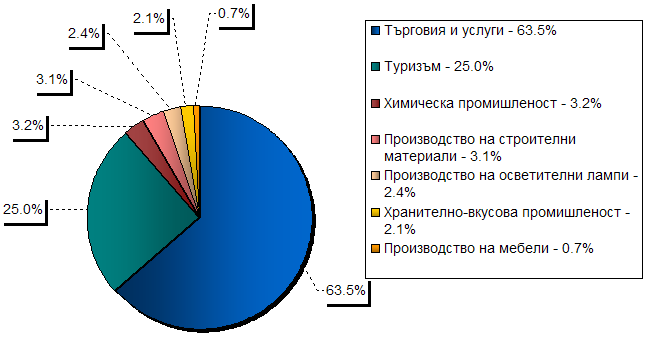 0.7%
2.1%
2.4%
3.1%
3.2%
25.0%
63.5%
Търговия и услуги - 63.5%
Туризъм - 25.0%
Химическа промишленост - 3.2%
Производство на строителни
материали - 3.1%
Производство на осветителни лампи -
2.4%
Хранително-вкусова промишленост -
2.1%
Производство на мебели - 0.7%